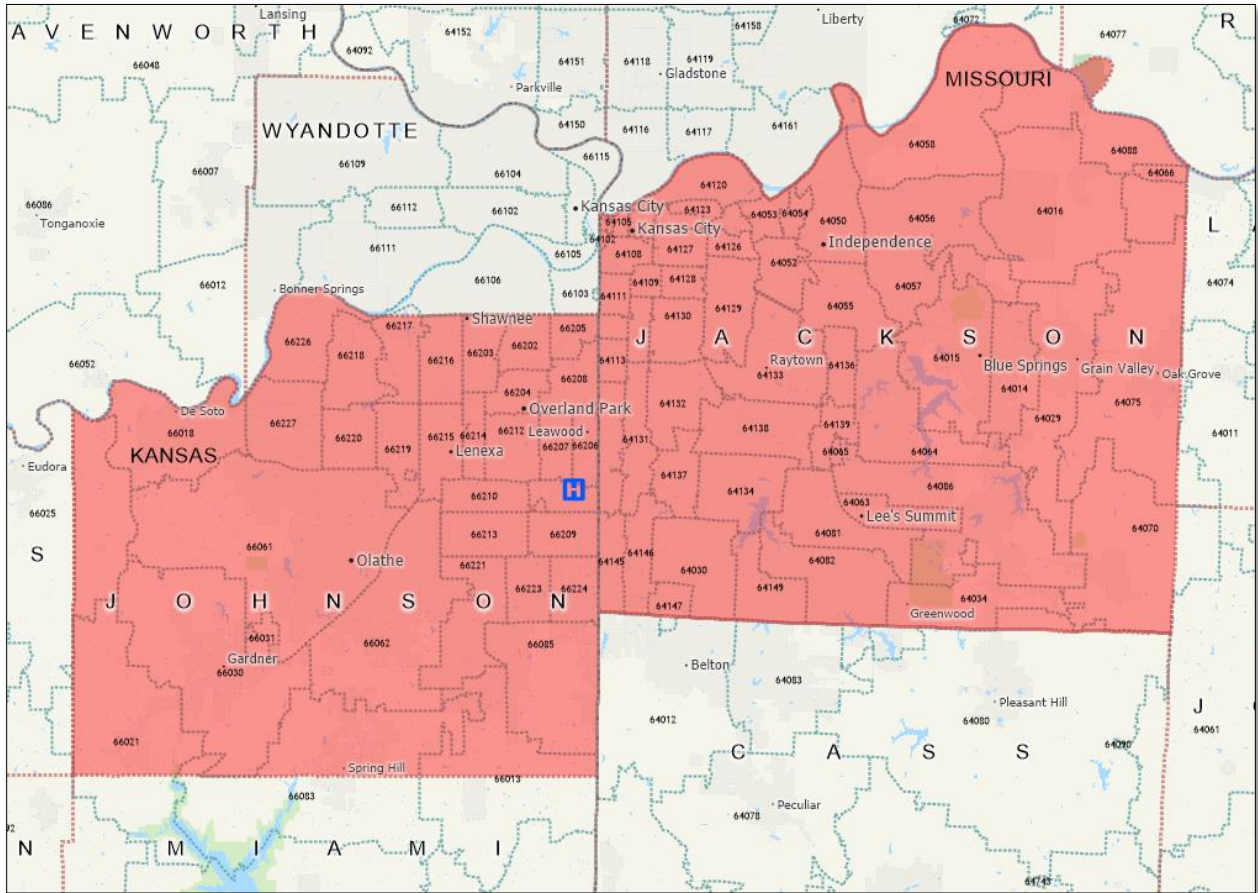 Lansing
Liberty
64072
A V E N W O R T H
R
64152
64158
64077
64092
66048
64151
64118
64119
Gladstone
MISSOURI
Parkville
WYANDOTTE
64150
64116
64117
64161
64058
64088
66115
66109
66104
64066
66007
64120
66086
66112
66102
Kansas City
64105
64123
64053
64054
64050
64056
64016
Tonganoxie
Kansas City
L
64102
66111
66105
64108
64127
64126
Independence
66012
64052
66106
64109
64128
64057
64074
Bonner Springs
66103
64111
64129
64055
66217
Shawnee
66205
64130
66226
66218
66202
J A C K S O N
66216
66203
64113
64015
Blue Springs
66052
Raytown
64136
Grain Valley
Oak Grove
66208
64133
66204
64014
64075
De Soto
Overland Park
64132
66018
66227
66212
Leawood
64029
66220
66215
66214
64131
64138
64139
64011
KANSAS
66219
66207
66206
Lenexa
64065
64064
Eudora
64137
H
64134
64086
66210
64063
66025
Lee's Summit
66213
66209
64081
64070
S
66061
64146
Olathe
66221
64145
64030
64082
66223
66224
64149
64034
J O H N S O N
64147
Greenwood
66031
66062
66085
Gardner
66030
Belton
64083
Pleasant Hill
J
64012
64080
64061
66021
C A S S
64090
Spring Hill
66013
66083
Peculiar
64078
92
N
M I A M I
64743